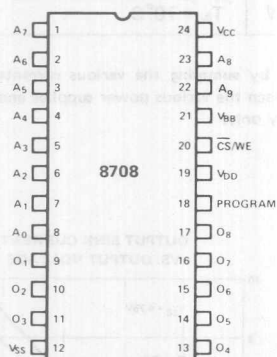 A7 1 24 VCC
A6 2 23 A8
A5 3 22 A9
A4 4 21 VBB
A3 5 20 CS/WE
A2 6 8708 19 VDD
A1 7 18 PROGRAM
A0 8 17 O8
O1 9 16 O7
O2 10 15 O6
O3 11 14 O5
VSS 12 13 O4